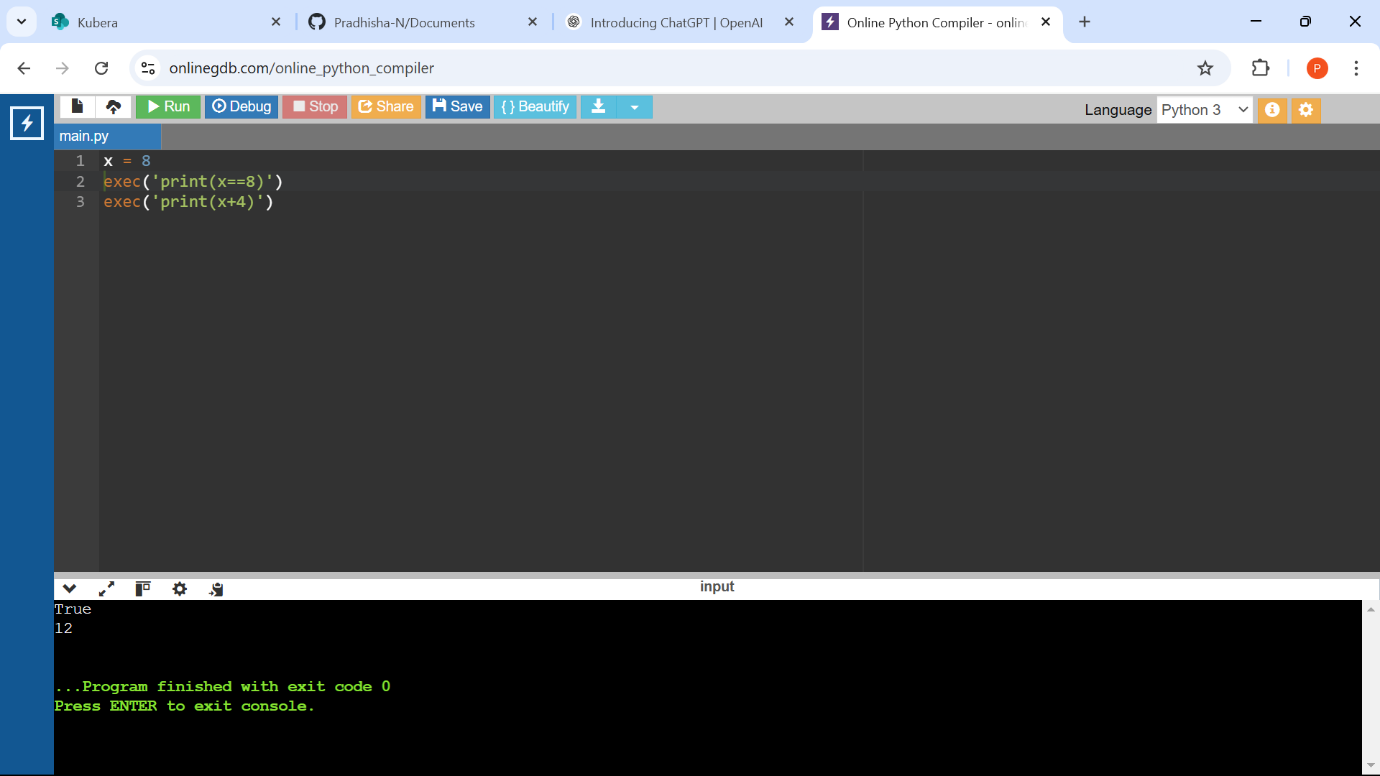 Kubera
Pradhisha-N/Documents
Introducing ChatGPT | OpenAI
Online Python Compiler - onlin
onlinegdb.com/online_python_compiler
P
Run Debug Stop Share Save { } Beautify
Language Python 3
main.py
1 x = 8
2 exec('print(x==8)')
3 exec('print(x+4)')
input
True
12
...Program finished with exit code 0
Press ENTER to exit console.